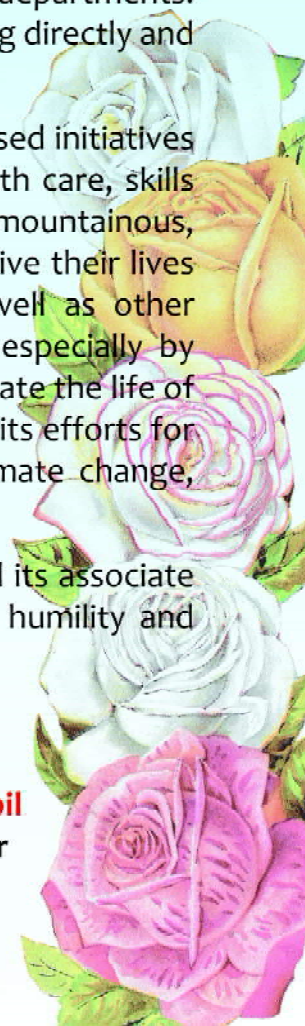 departments.
g directly and
sed initiatives
th care, skills
mountainous,
ive their lives
vell as other
especially by
ate the life of
its efforts for
mate change,
l its associate
humility and
oil
r